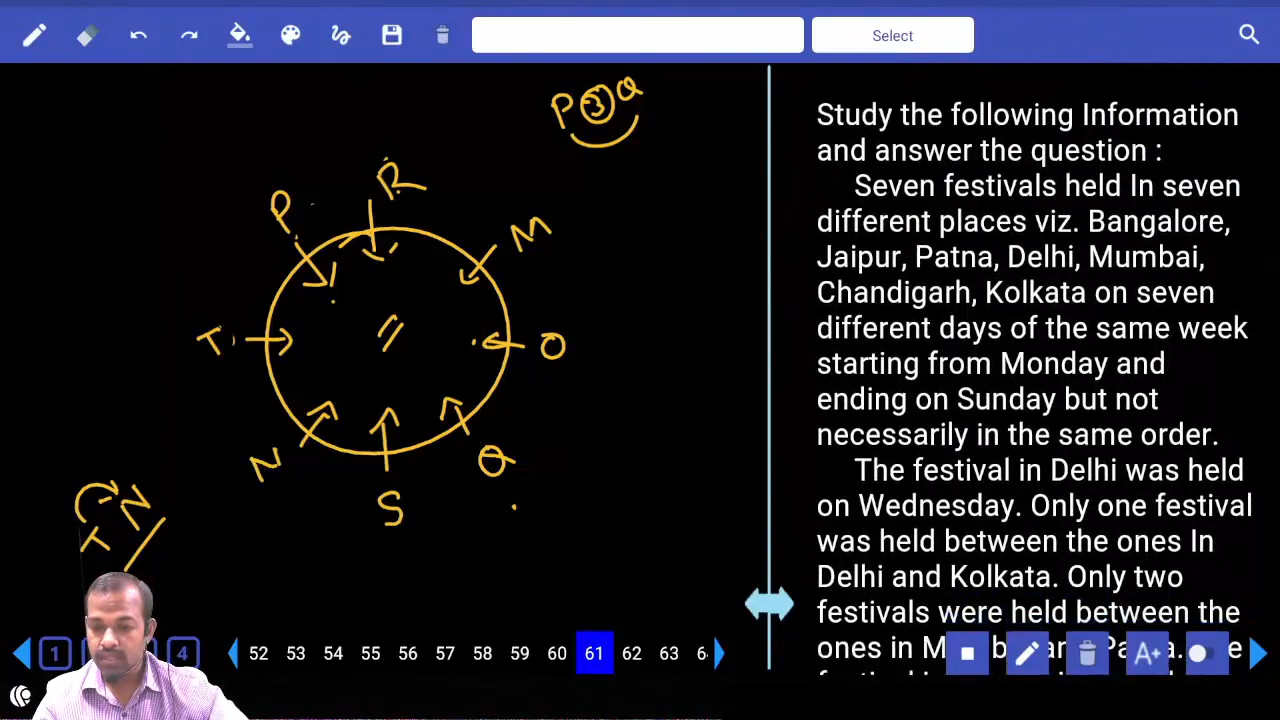 Select
P 3 Q
R
P
M
T
O
N
Q
S
N
T
Study the following Information
and answer the question :
Seven festivals held In seven
different places viz. Bangalore,
Jaipur, Patna, Delhi, Mumbai,
Chandigarh, Kolkata on seven
different days of the same week
starting from Monday and
ending on Sunday but not
necessarily in the same order.
The festival in Delhi was held
on Wednesday. Only one festival
was held between the ones In
Delhi and Kolkata. Only two
festivals were held between the
ones in
A+
1 4 52 53 54 55 56 57 58 59 60 61 62 63